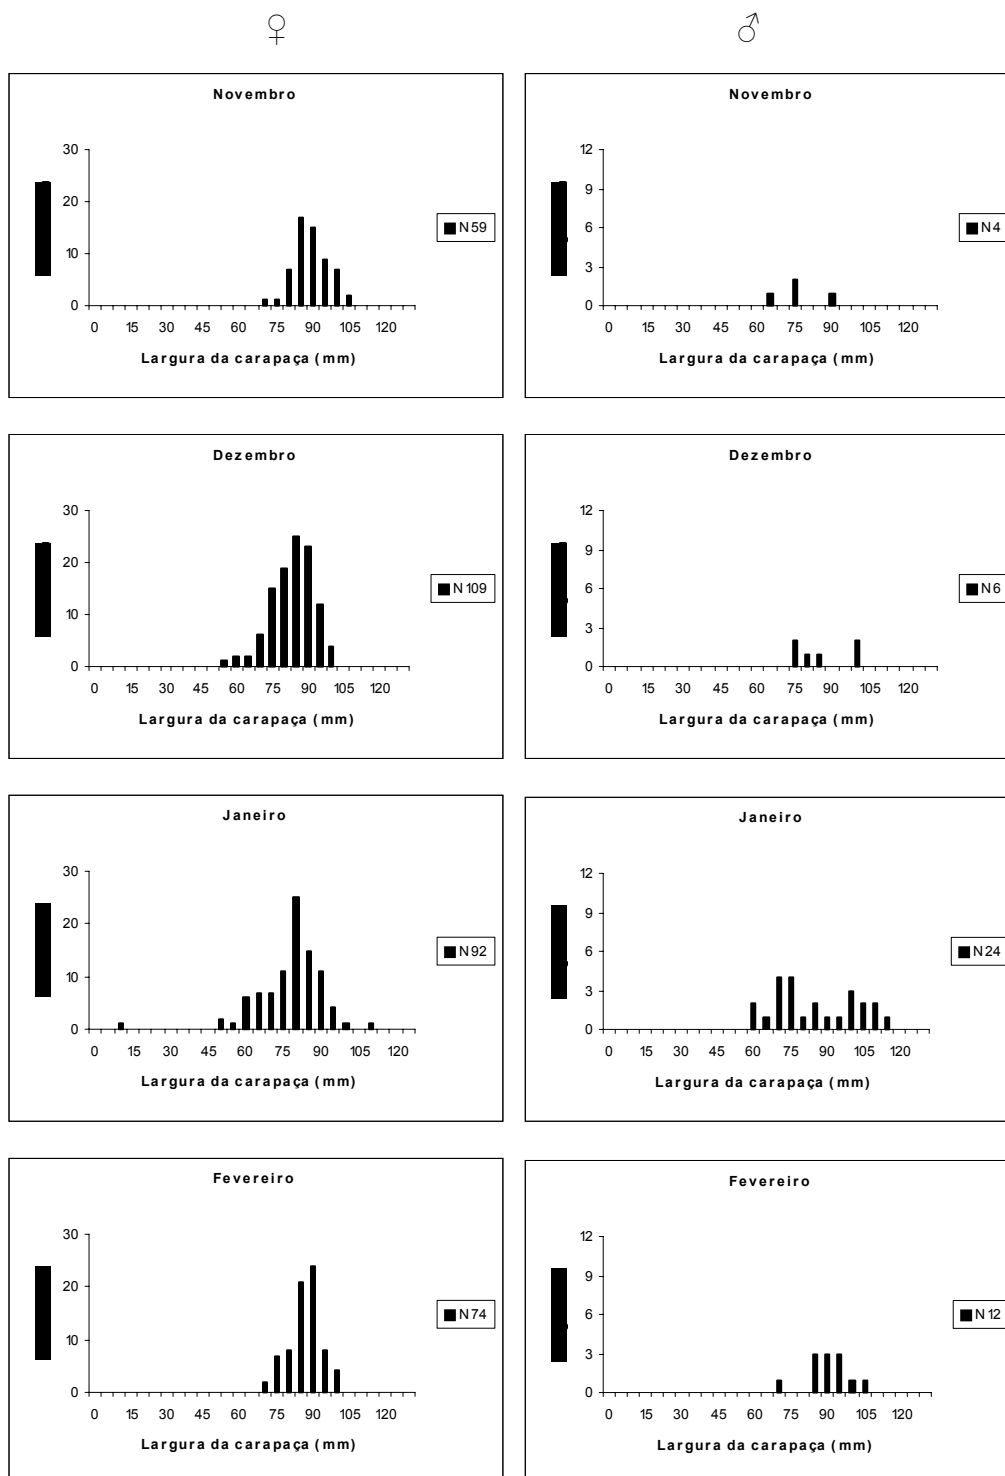 ♀ ♂
Novembro
30
20
10
0
0 15 30 45 60 75 90 105 120
Largura da carapaça (mm)
N59
Novembro
12
9
6
3
0
0 15 30 45 60 75 90 105 120
Largura da carapaça (mm)
N4
Dezembro
30
20
10
0
0 15 30 45 60 75 90 105 120
Largura da carapaça (mm)
N109
Dezembro
12
9
6
3
0
0 15 30 45 60 75 90 105 120
Largura da carapaça (mm)
N6
Janeiro
30
20
10
0
0 15 30 45 60 75 90 105 120
Largura da carapaça (mm)
N92
Janeiro
12
9
6
3
0
0 15 30 45 60 75 90 105 120
Largura da carapaça (mm)
N24
Fevereiro
30
20
10
0
0 15 30 45 60 75 90 105 120
Largura da carapaça (mm)
N74
Fevereiro
12
9
6
3
0
0 15 30 45 60 75 90 105 120
Largura da carapaça (mm)
N12